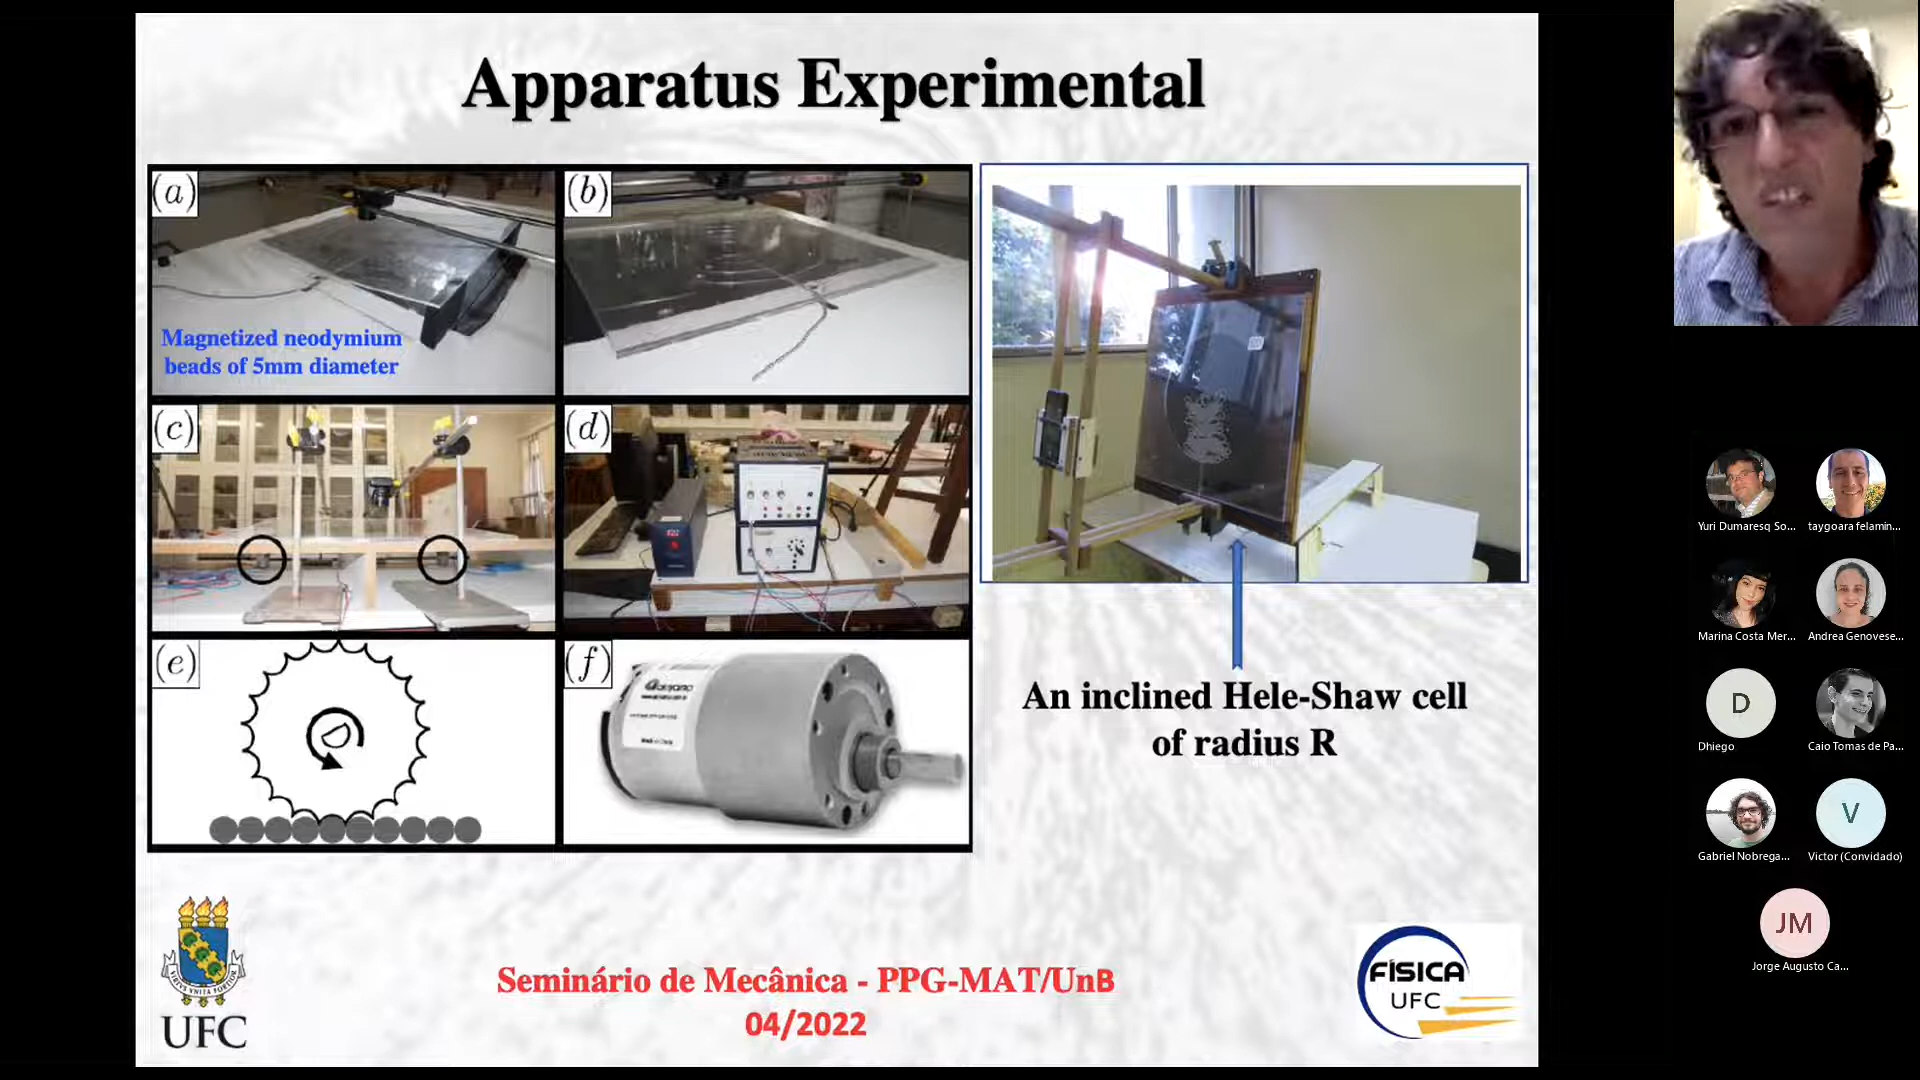 Apparatus Experimental
(a)
(b)
Magnetized neodymium
beads of 5mm diameter
(c)
(d)
(e)
(f)
An inclined Hele-Shaw cell
of radius R
UFC
Seminário de Mecânica - PPG-MAT/UnB
04/2022
FÍSICA
UFC
Yuri Dumaresq So...
taygoara felamin...
Marina Costa Mer...
Andrea Genovese...
D
Dhiego
Caio Tomas de Pa...
Gabriel Nobrega...
V
Victor (Convidado)
JM
Jorge Augusto Ca...